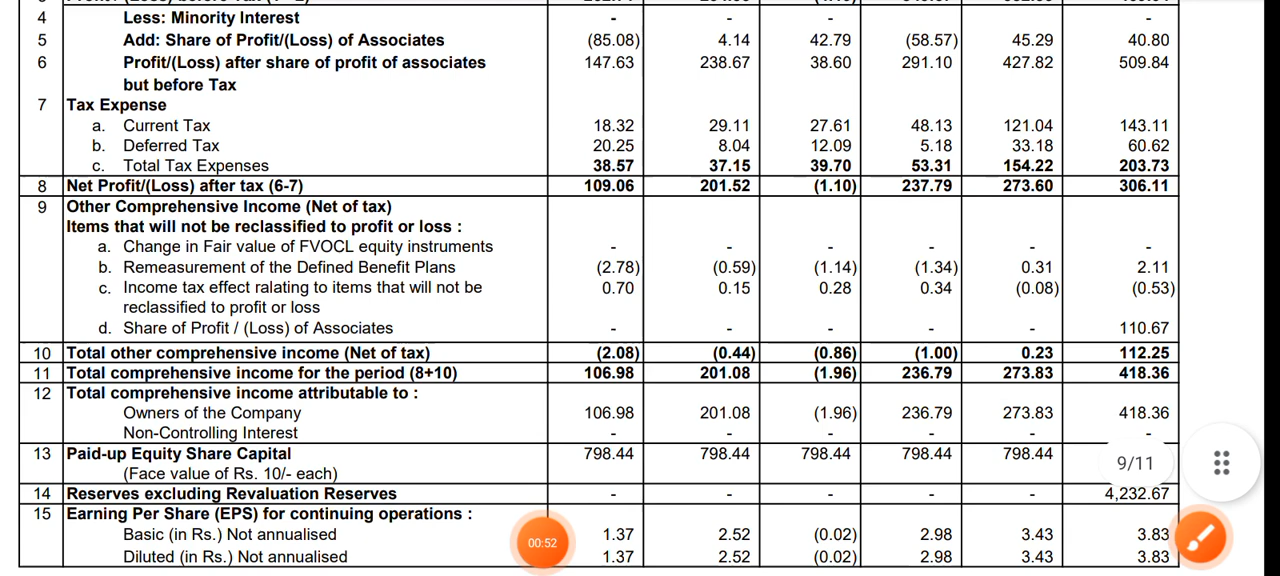 4 Less: Minority Interest - - - - - -
5 Add: Share of Profit/(Loss) of Associates (85.08) 4.14 42.79 (58.57) 45.29 40.80
6 Profit/(Loss) after share of profit of associates 147.63 238.67 38.60 291.10 427.82 509.84
but before Tax
7 Tax Expense
a. Current Tax 18.32 29.11 27.61 48.13 121.04 143.11
b. Deferred Tax 20.25 8.04 12.09 5.18 33.18 60.62
c. Total Tax Expenses 38.57 37.15 39.70 53.31 154.22 203.73
8 Net Profit/(Loss) after tax (6-7) 109.06 201.52 (1.10) 237.79 273.60 306.11
9 Other Comprehensive Income (Net of tax)
Items that will not be reclassified to profit or loss :
a. Change in Fair value of FVOCL equity instruments - - - - - -
b. Remeasurement of the Defined Benefit Plans (2.78) (0.59) (1.14) (1.34) 0.31 2.11
c. Income tax effect ralating to items that will not be 0.70 0.15 0.28 0.34 (0.08) (0.53)
reclassified to profit or loss
d. Share of Profit / (Loss) of Associates - - - - - 110.67
10 Total other comprehensive income (Net of tax) (2.08) (0.44) (0.86) (1.00) 0.23 112.25
11 Total comprehensive income for the period (8+10) 106.98 201.08 (1.96) 236.79 273.83 418.36
12 Total comprehensive income attributable to :
Owners of the Company 106.98 201.08 (1.96) 236.79 273.83 418.36
Non-Controlling Interest - - - - - -
13 Paid-up Equity Share Capital 798.44 798.44 798.44 798.44 798.44
9/11
(Face value of Rs. 10/- each)
14 Reserves excluding Revaluation Reserves - - - - - 4,232.67
15 Earning Per Share (EPS) for continuing operations :
Basic (in Rs.) Not annualised 1.37 2.52 (0.02) 2.98 3.43 3.83
00:52
Diluted (in Rs.) Not annualised 1.37 2.52 (0.02) 2.98 3.43 3.83